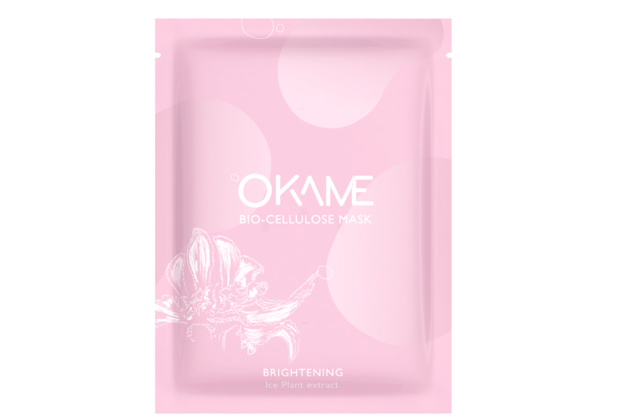 OKAME
BIO-CELLULOSE MASK
BRIGHTENING
Ice Plant extract